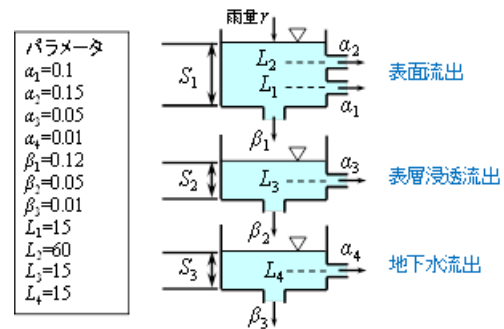 パラメータ
α1=0.1
α2=0.15
α3=0.05
α4=0.01
β1=0.12
β2=0.05
β3=0.01
L1=15
L2=60
L3=15
L4=15
雨量r
S1
L2
L1
α2
α1
表面流出
β1
S2
L3
α3
表層浸透流出
β2
S3
L4
α4
地下水流出
β3